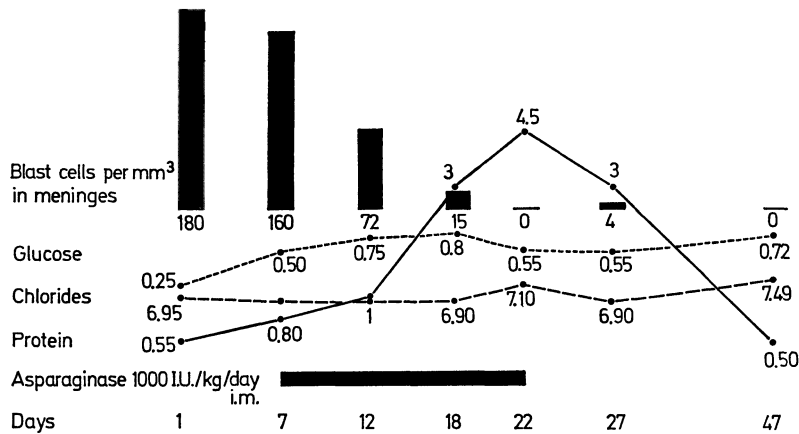 4.5
3 3
Blast cells per mm³
in meninges
180 160 72 15 0 4 0
Glucose 0.25 0.50 0.75 0.8 0.55 0.55 0.72
Chlorides 6.95 1 6.90 7.10 6.90 7.49
Protein 0.55 0.80 0.50
Asparaginase 1000 I.U./kg/day
i.m.
Days 1 7 12 18 22 27 47